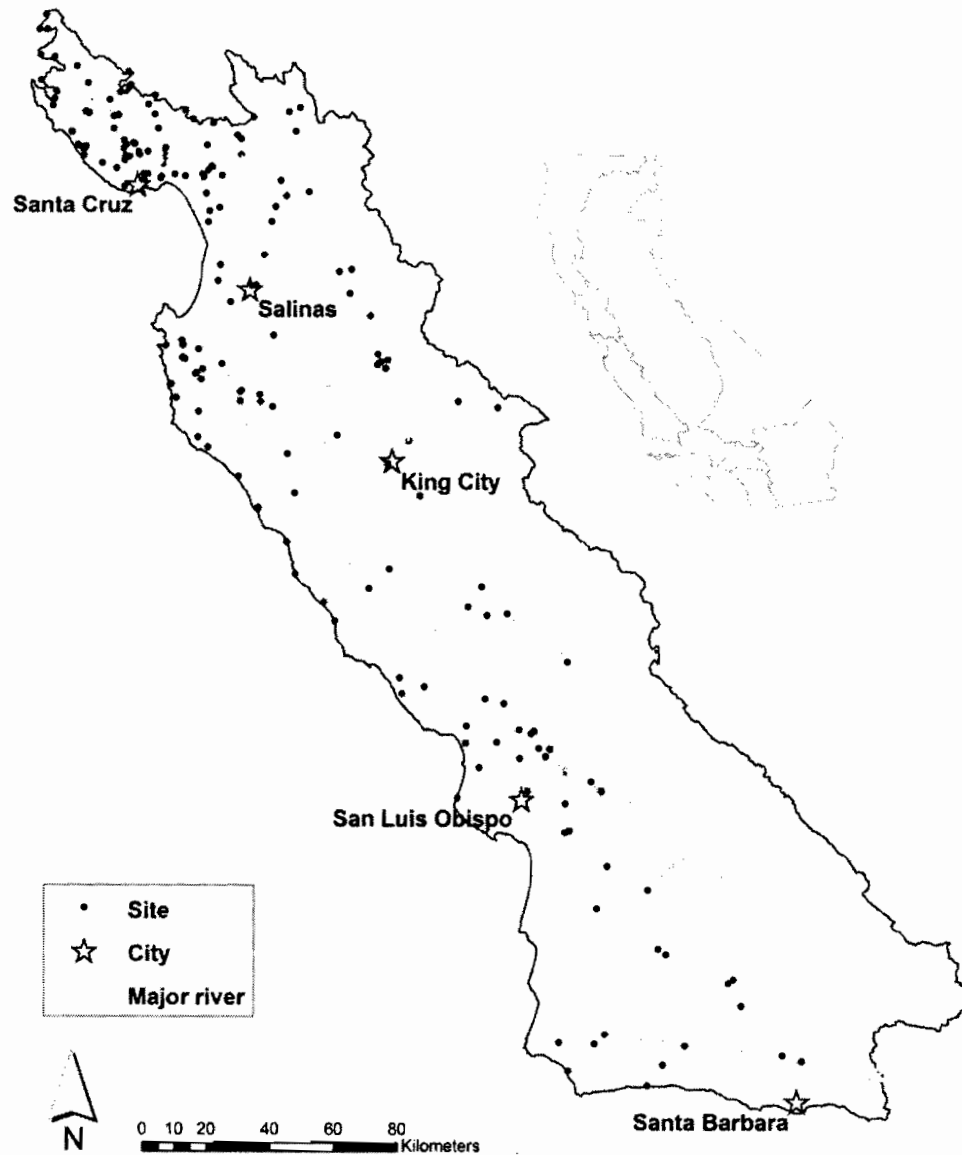 Santa Cruz
Salinas
King City
San Luis Obispo
Site
City
Major river
Santa Barbara
N
0 10 20 40 60 80
Kilometers